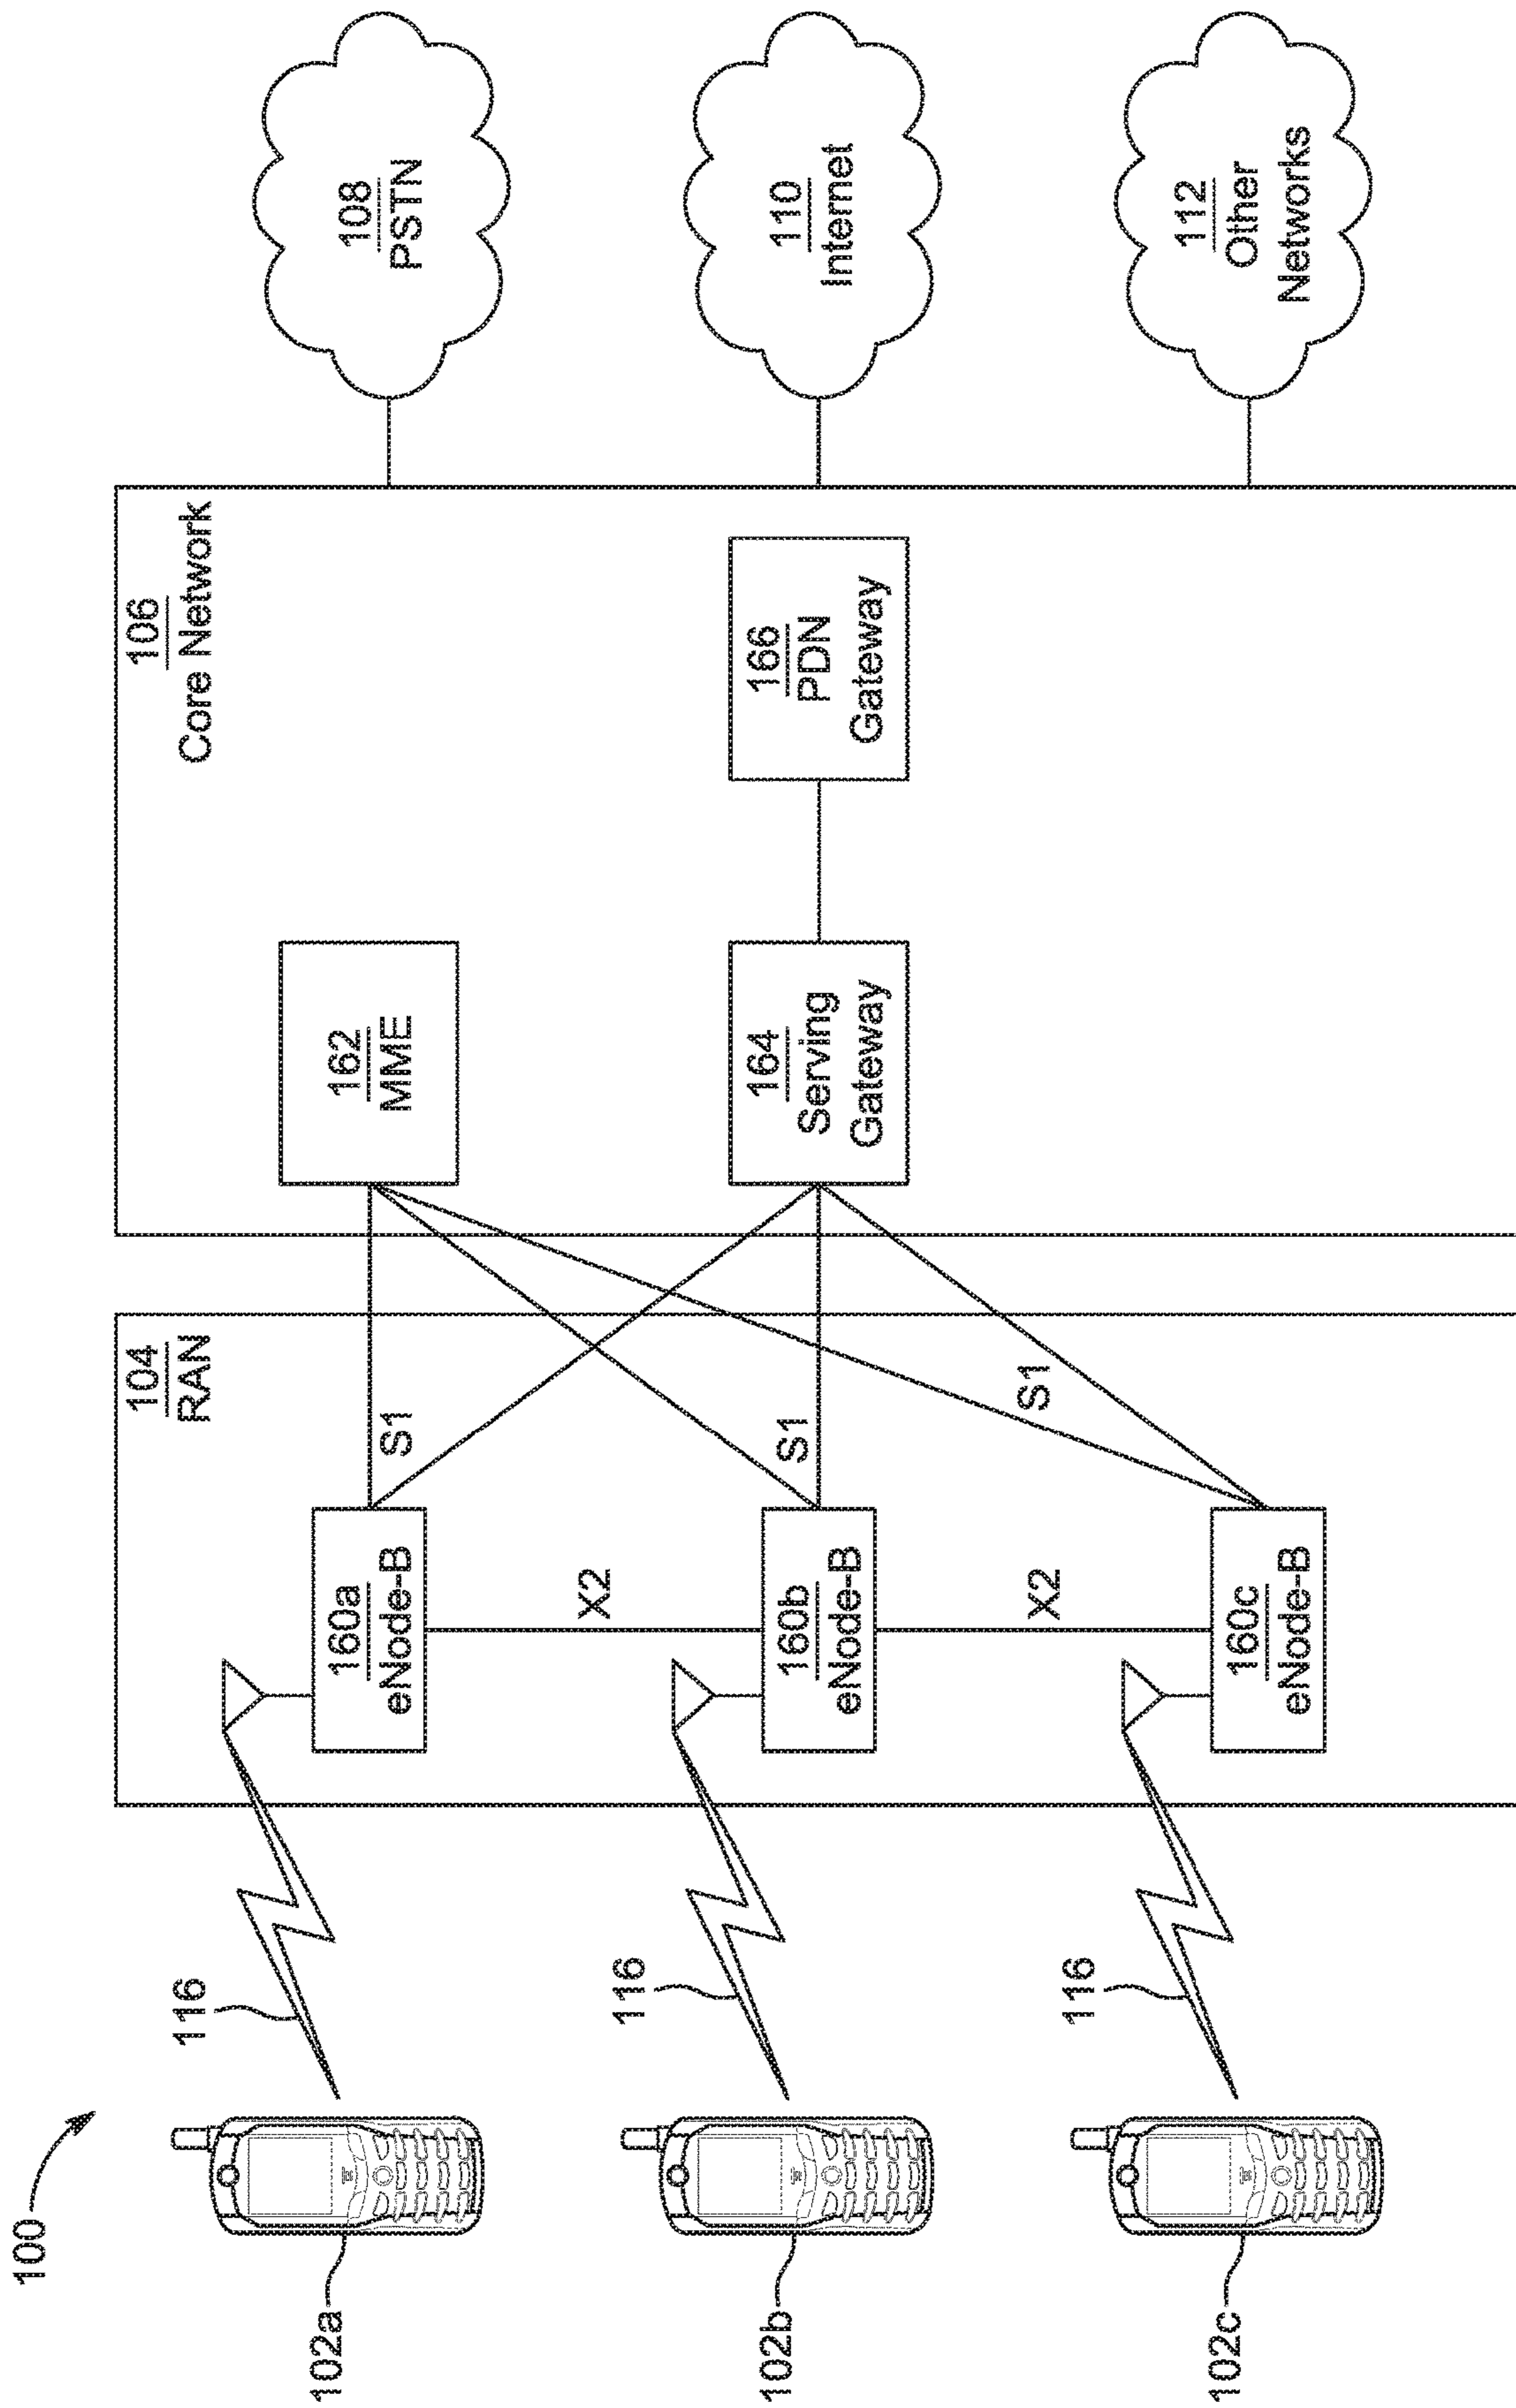 100
102a
116
104
RAN
160a
eNode-B
S1
106
Core Network
162
MME
108
PSTN
X2
102b
116
160b
eNode-B
S1
164
Serving
Gateway
166
PDN
Gateway
110
Internet
X2
102c
116
160c
eNode-B
S1
112
Other
Networks